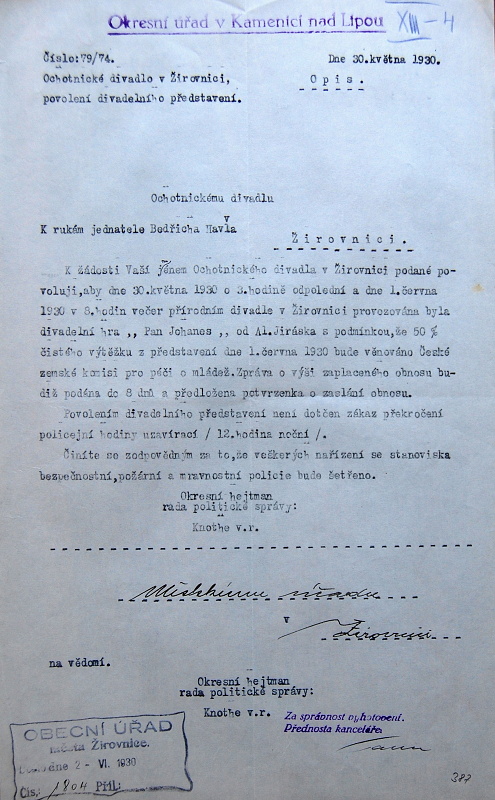 Okresní úřad v Kamenici nad Lipou
XIII-4
Číslo:79/74.
Dne 30.května 1930.
Ochotnické divadlo v Žirovnici,
O p i s .
povolení divadelního představení.
Ochotnickému divadlu
v
K rukám jednatele Bedřicha Havla
Ž i r o v n i c i .
K žádosti Vaší jménem Ochotnického divadla v Žirovnici podané po-
voluji,aby dne 30.května 1930 o 3.hodině odpolední a dne 1.června
1930 v 8.hodin večer přírodním divadle v Žirovnici provozována byla
divadelní hra ,, Pan Johanes ,, od Al.Jiráska s podmínkou,že 50 %
čistého výtěžku z představení dne 1.června 1930 bude věnováno České
zemské komisi pro péči o mládež.Zpráva o výši zaplaceného obnosu bu-
diž podána do 8 dnů a předložena potvrzenka o zaslání obnosu.
Povolením divadelního představení není dotčen zákaz překročení
policejní hodiny uzavírací / 12.hodina noční /.
Činíte se zodpovědným za to,že veškerých nařízení se stanoviska
bezpečnostní,požární a mravnostní policie bude šetřeno.
Okresní hejtman
rada politické správy:
Knothe v.r.
Městskému úřadu
v
Žirovnici
na vědomí.
Okresní hejtman
rada politické správy:
Knothe v.r.
Za správnost vyhotovení.
Přednosta kanceláře:
OBECNÍ ÚŘAD
města Žirovnice.
Došlo dne 2 - VI. 1930
Čís. 1804 Příl:
387